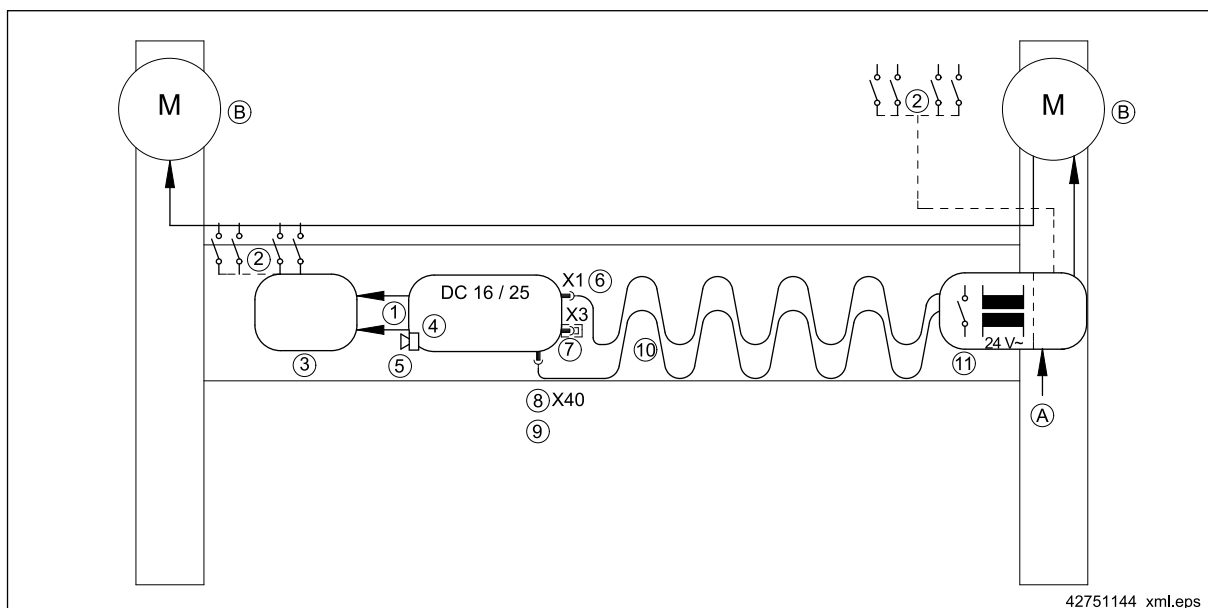 M
Ⓑ
②
M
Ⓑ
②
DC 16 / 25
X1 ⑥
①
④
X3
⑤
⑦
③
⑩
24 V~
⑪
⑧ X40
⑨
Ⓐ
42751144_xml.eps